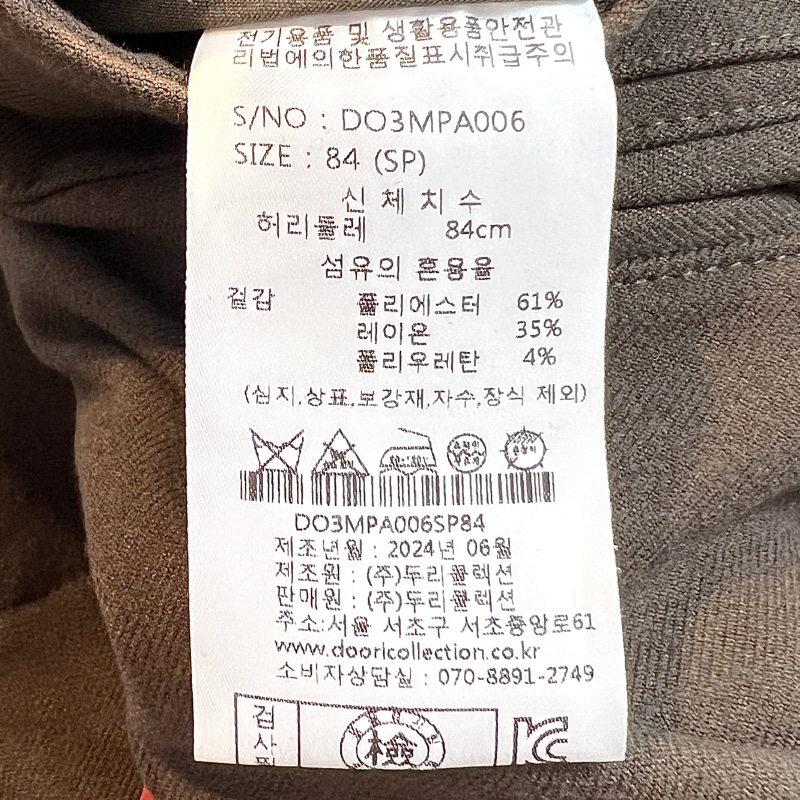 전기용품 및 생활용품안전관
리법에의한품질표시취급주의
S/NO : DO3MPA006
SIZE : 84 (SP)
신 체 치 수
허리둘레 84cm
섬유의 혼용율
겉감 폴리에스터 61%
레이온 35%
폴리우레탄 4%
(심지,상표,보강재,자수,장식 제외)
DO3MPA006SP84
제조년월 : 2024년 06월
제조원 : (주)두리콜렉션
판매원 : (주)두리콜렉션
주소:서울 서초구 서초중앙로61
www.dooricollection.co.kr
소비자상담실 : 070-8891-2749
검사필
檢